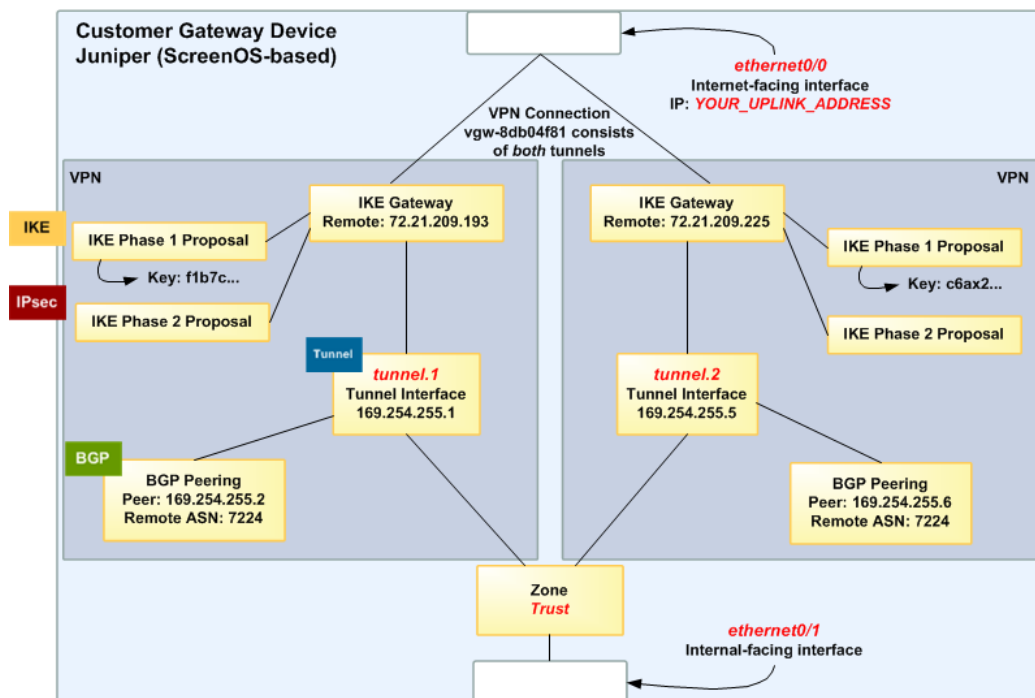 Customer Gateway Device
Juniper (ScreenOS-based)
ethernet0/0
Internet-facing interface
IP: YOUR_UPLINK_ADDRESS
VPN Connection
vgw-8db04f81 consists
of both tunnels
VPN
VPN
IKE
IKE Gateway
Remote: 72.21.209.193
IKE Phase 1 Proposal
Key: f1b7c...
IPsec
IKE Phase 2 Proposal
Tunnel
tunnel.1
Tunnel Interface
169.254.255.1
BGP
BGP Peering
Peer: 169.254.255.2
Remote ASN: 7224
IKE Gateway
Remote: 72.21.209.225
IKE Phase 1 Proposal
Key: c6ax2...
IKE Phase 2 Proposal
tunnel.2
Tunnel Interface
169.254.255.5
BGP Peering
Peer: 169.254.255.6
Remote ASN: 7224
Zone
Trust
ethernet0/1
Internal-facing interface